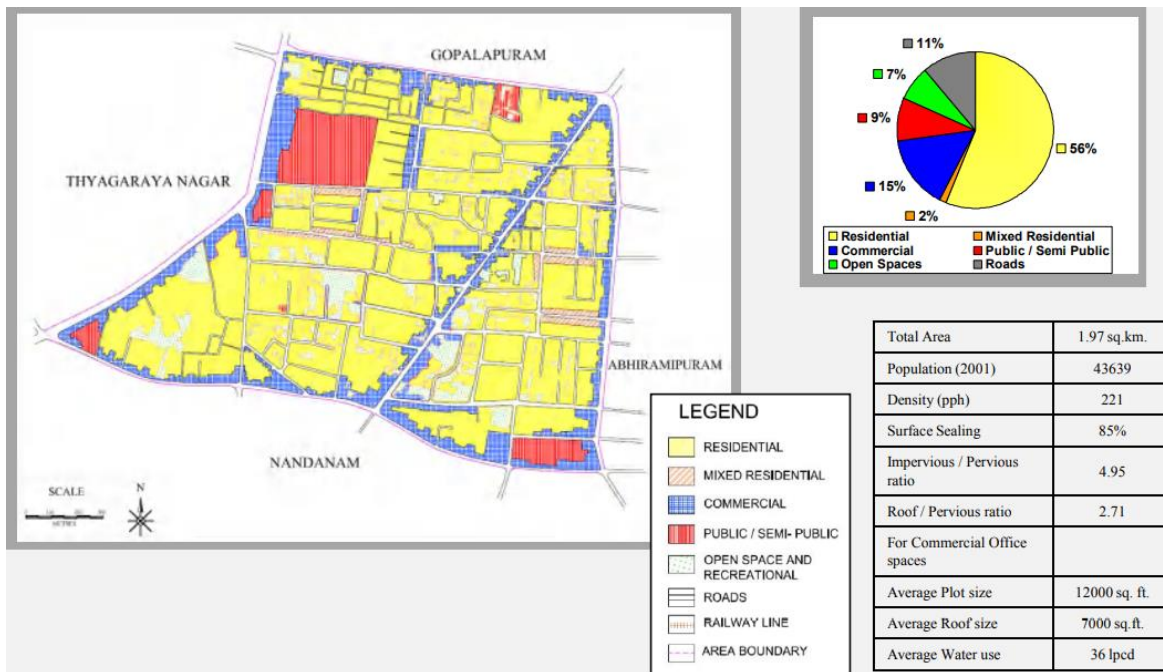 GOPALAPURAM
THYAGARAYA NAGAR
ABHIRAMIPURAM
NANDANAM
SCALE
N
METRES
LEGEND
RESIDENTIAL
MIXED RESIDENTIAL
COMMERCIAL
PUBLIC / SEMI- PUBLIC
OPEN SPACE AND
RECREATIONAL
ROADS
RAILWAY LINE
AREA BOUNDARY
11%
7%
9%
56%
15%
2%
Residential Mixed Residential
Commercial Public / Semi Public
Open Spaces Roads
Total Area 1.97 sq.km.
Population (2001) 43639
Density (pph) 221
Surface Sealing 85%
Impervious / Pervious
ratio 4.95
Roof / Pervious ratio 2.71
For Commercial Office
spaces
Average Plot size 12000 sq. ft.
Average Roof size 7000 sq.ft.
Average Water use 36 lpcd